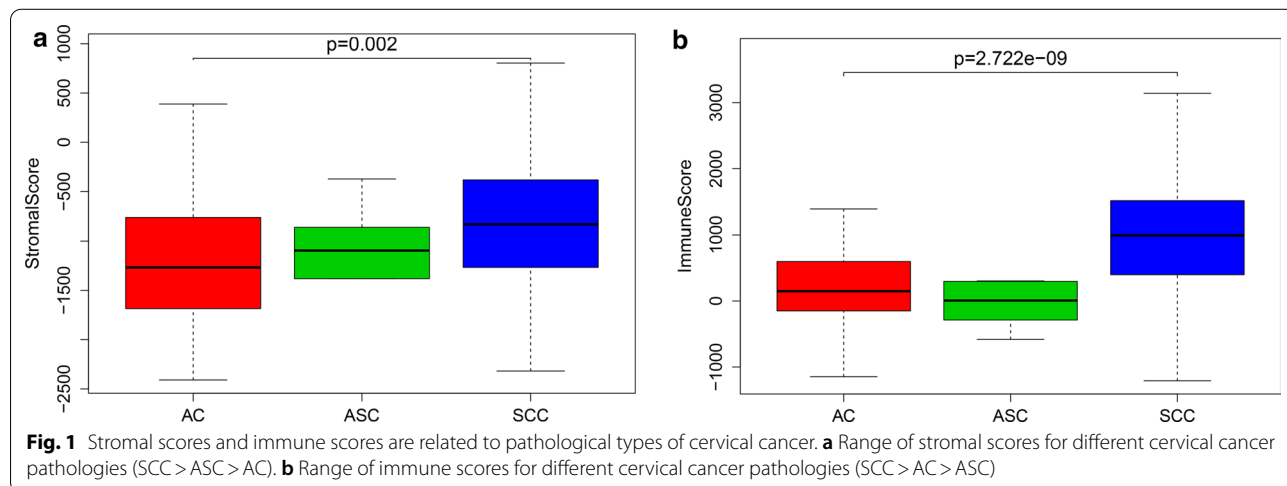 a
p=0.002
StromalScore
1000
500
0
−500
−1500
−2500
AC ASC SCC
b
p=2.722e−09
ImmuneScore
3000
2000
1000
0
−1000
AC ASC SCC
Fig. 1 Stromal scores and immune scores are related to pathological types of cervical cancer. a Range of stromal scores for different cervical cancer
pathologies (SCC > ASC > AC). b Range of immune scores for different cervical cancer pathologies (SCC > AC > ASC)